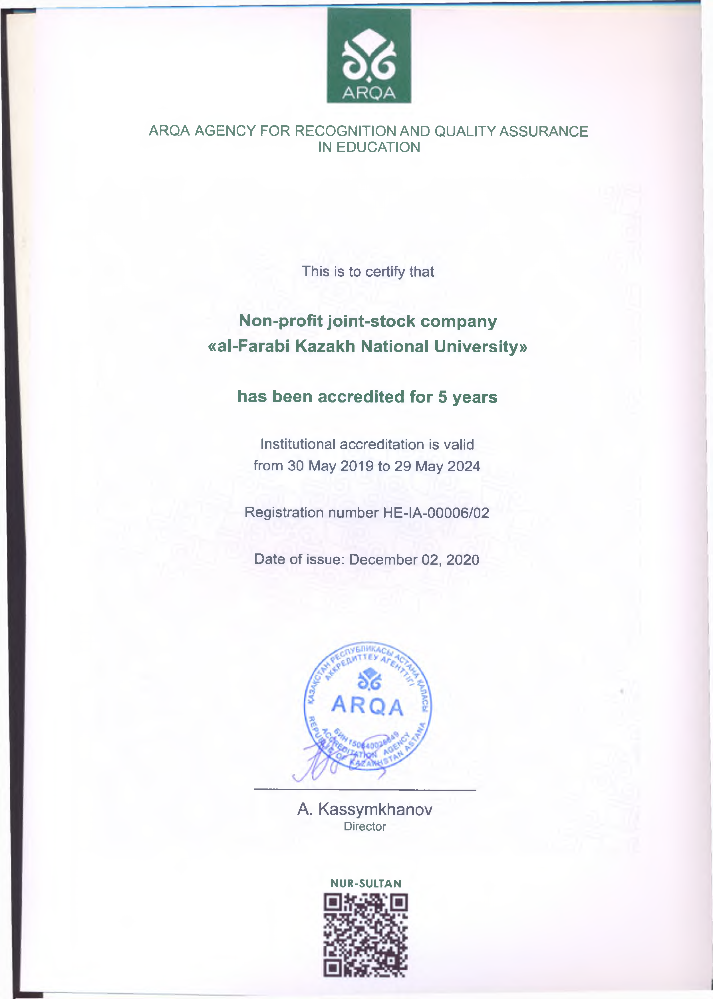 ARQA
ARQA AGENCY FOR RECOGNITION AND QUALITY ASSURANCE
IN EDUCATION
This is to certify that
Non-profit joint-stock company
«al-Farabi Kazakh National University»
has been accredited for 5 years
Institutional accreditation is valid
from 30 May 2019 to 29 May 2024
Registration number HE-IA-00006/02
Date of issue: December 02, 2020
ҚАЗАҚСТАН РЕСПУБЛИКАСЫ АСТАНА ҚАЛАСЫ
АККРЕДИТТЕУ АГЕНТТІГІ
ARQA
БИН
ACCREDITATION AGENCY
REPUBLIC OF KAZAKHSTAN ASTANA
A. Kassymkhanov
Director
NUR-SULTAN